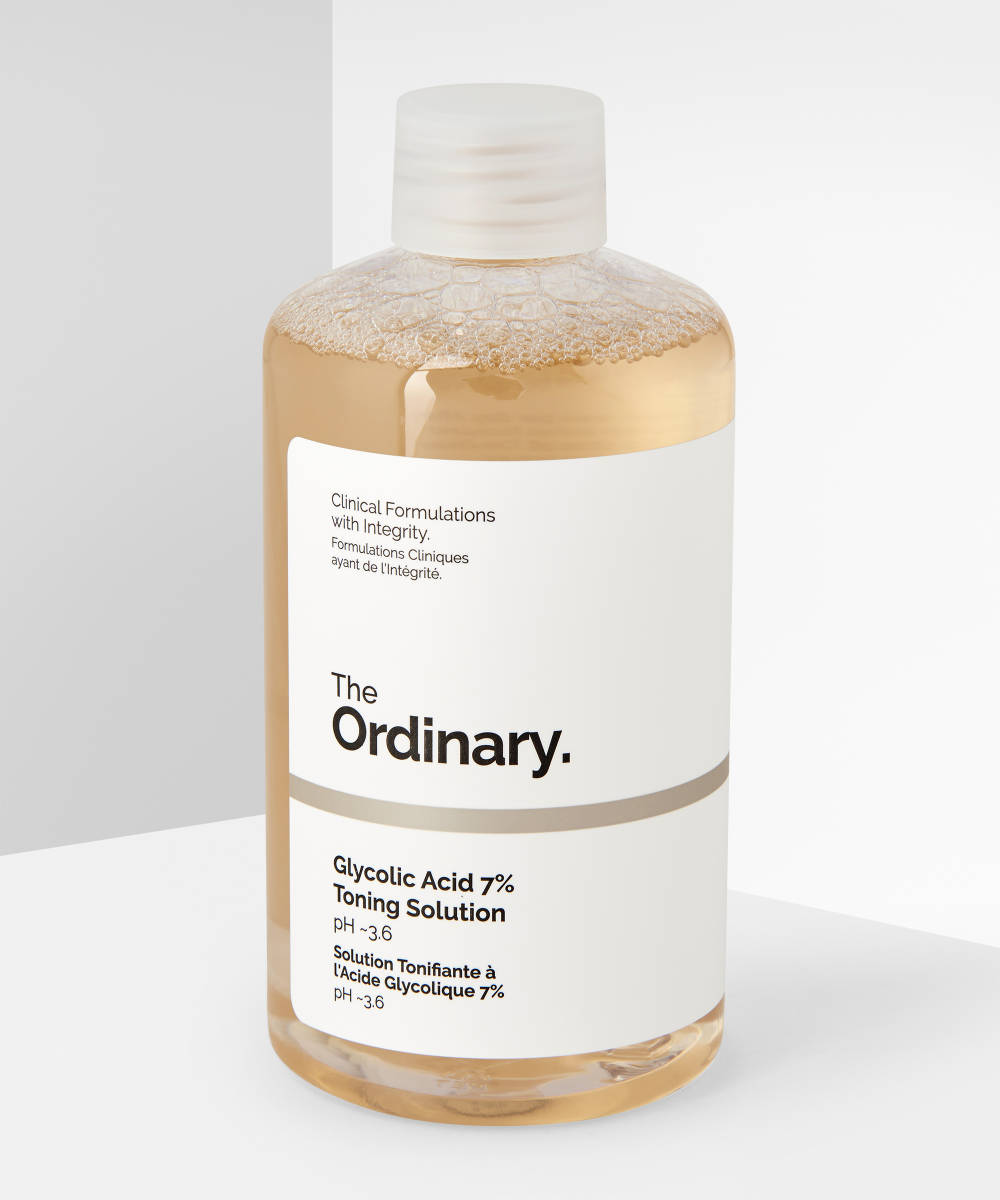 Clinical Formulations
with Integrity.
Formulations Cliniques
ayant de l'Intégrité.
The
Ordinary.
Glycolic Acid 7%
Toning Solution
pH ~3.6
Solution Tonifiante à
l'Acide Glycolique 7%
pH ~3.6